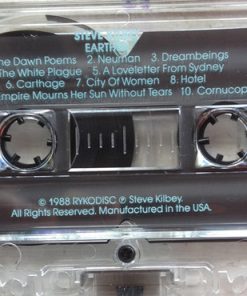 STEVE KILBEY
EARTHED
The Dawn Poems 2. Neuman 3. Dreambeings
The White Plague 5. A Loveletter From Sydney
6. Carthage 7. City Of Women 8. Hotel
Empire Mourns Her Sun Without Tears 10. Cornucop
© 1988 RYKODISC ℗ Steve Kilbey.
All Rights Reserved. Manufactured in the USA.